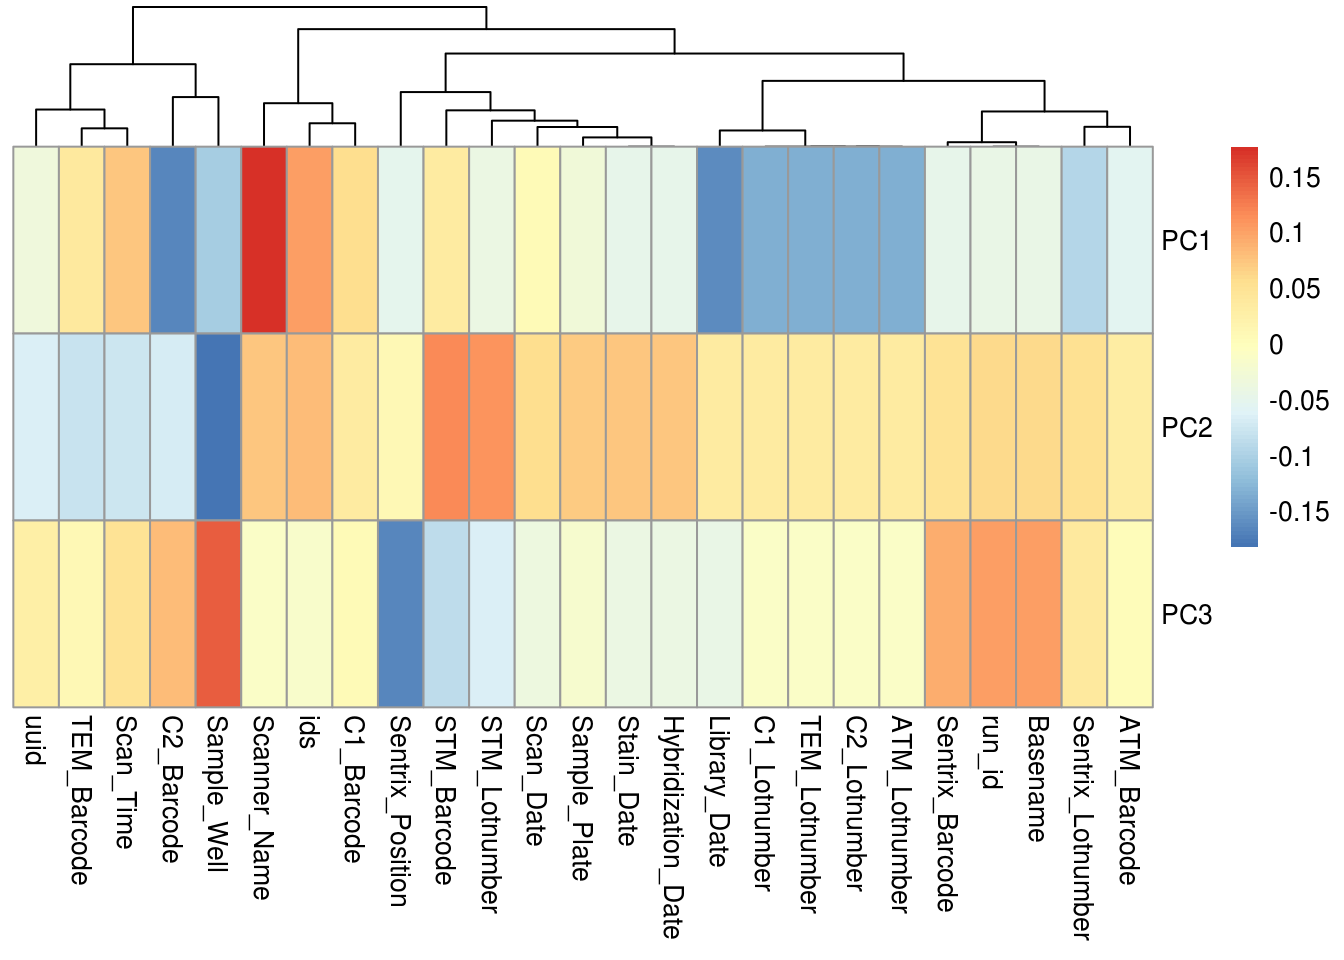 0.15
0.1
0.05
0
-0.05
-0.1
-0.15
PC1
PC2
PC3
uuid
TEM_Barcode
Scan_Time
C2_Barcode
Sample_Well
Scanner_Name
ids
C1_Barcode
Sentrix_Position
STM_Barcode
STM_Lotnumber
Scan_Date
Sample_Plate
Stain_Date
Hybridization_Date
Library_Date
C1_Lotnumber
TEM_Lotnumber
C2_Lotnumber
ATM_Lotnumber
Sentrix_Barcode
run_id
Basename
Sentrix_Lotnumber
ATM_Barcode